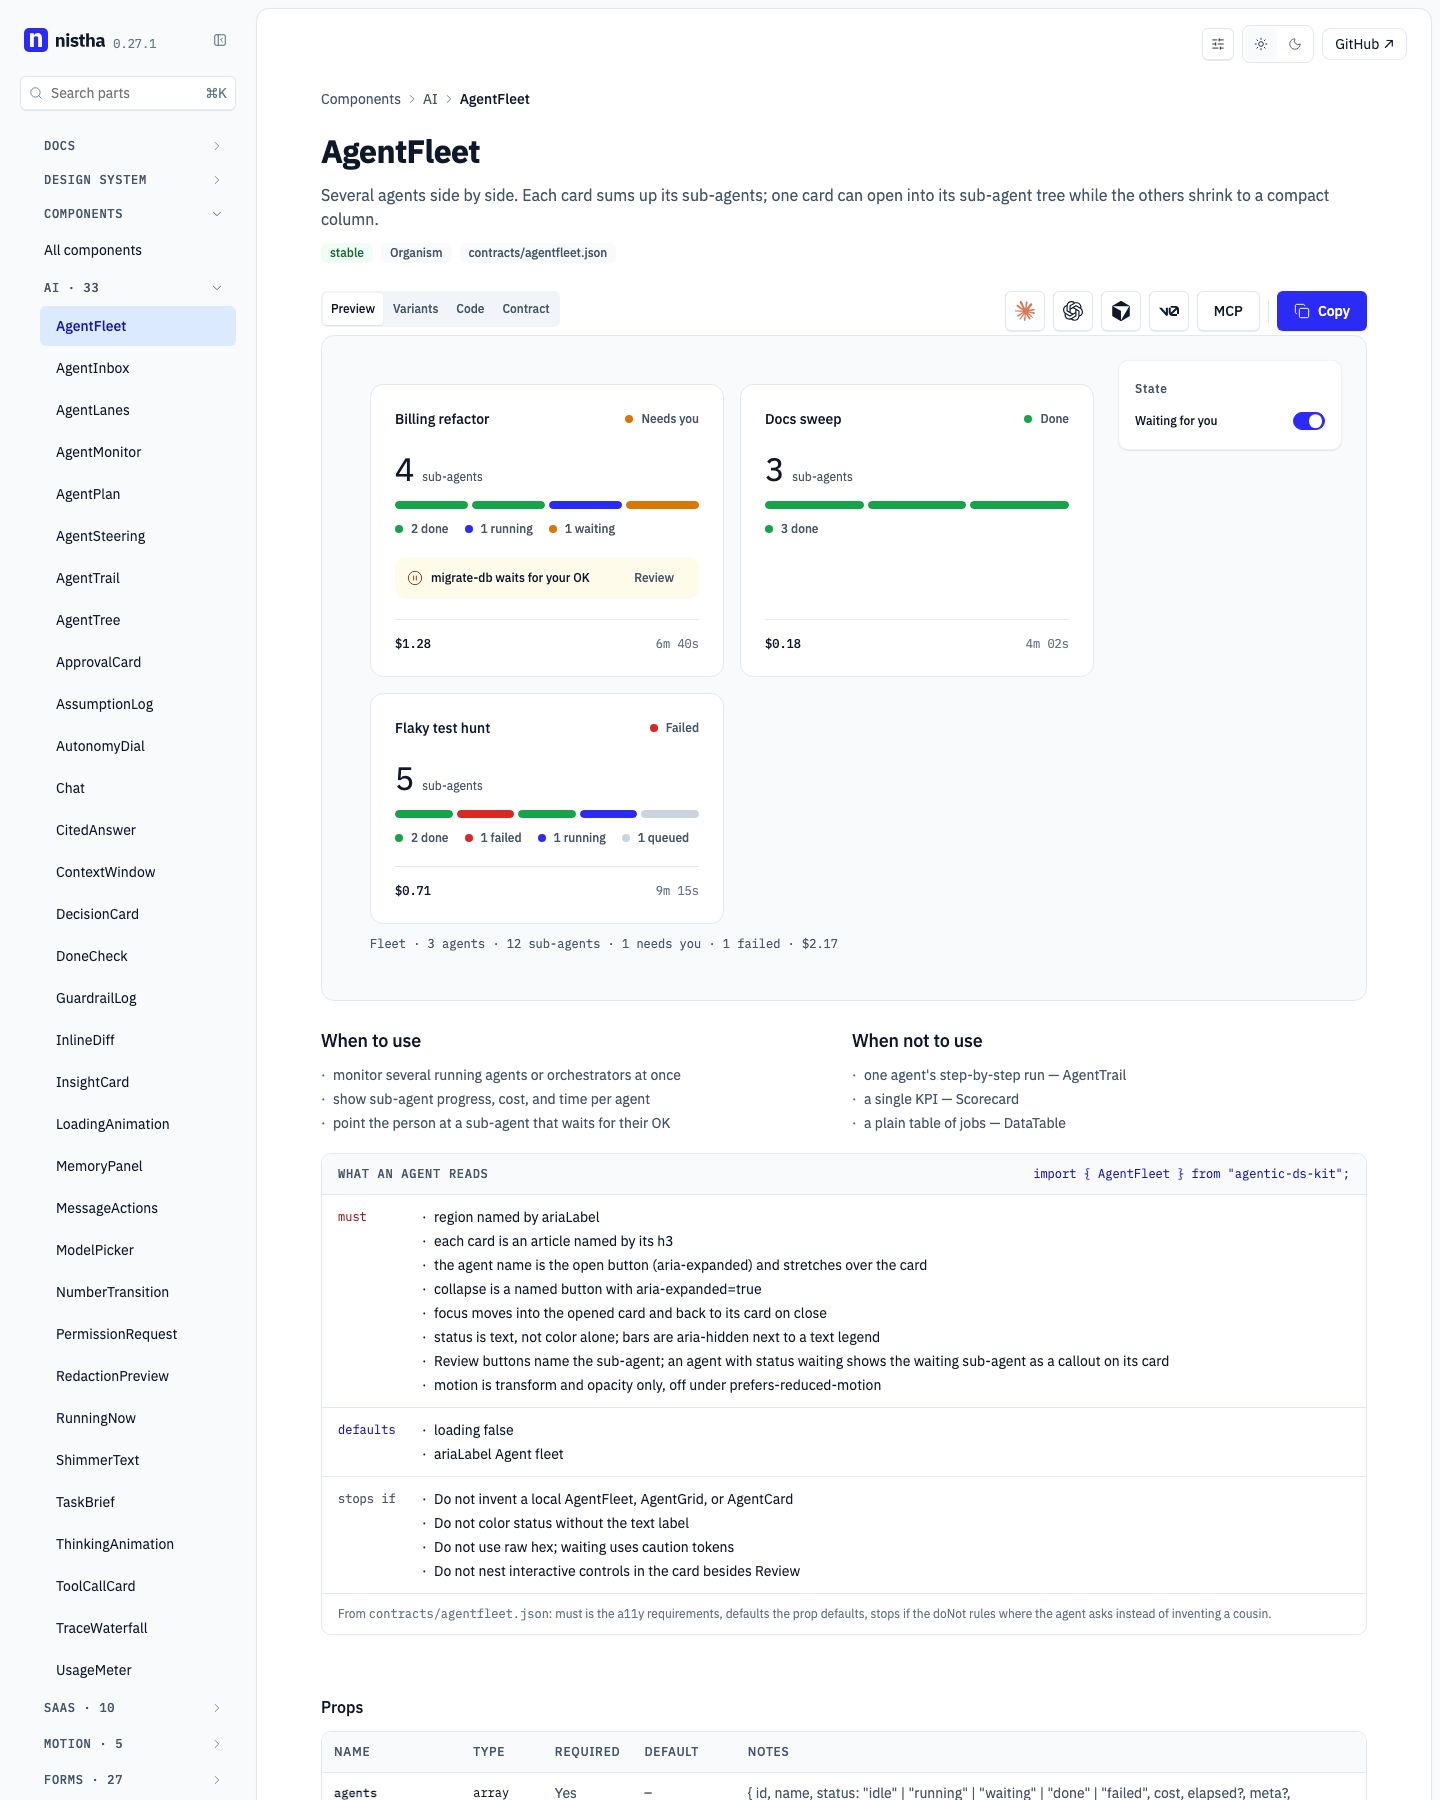 nistha 0.27.1
Search parts ⌘K
DOCS
DESIGN SYSTEM
COMPONENTS
All components
AI · 33
AgentFleet
AgentInbox
AgentLanes
AgentMonitor
AgentPlan
AgentSteering
AgentTrail
AgentTree
ApprovalCard
AssumptionLog
AutonomyDial
Chat
CitedAnswer
ContextWindow
DecisionCard
DoneCheck
GuardrailLog
InlineDiff
InsightCard
LoadingAnimation
MemoryPanel
MessageActions
ModelPicker
NumberTransition
PermissionRequest
RedactionPreview
RunningNow
ShimmerText
TaskBrief
ThinkingAnimation
ToolCallCard
TraceWaterfall
UsageMeter
SAAS · 10
MOTION · 5
FORMS · 27
GitHub ↗
Components > AI > AgentFleet
AgentFleet
Several agents side by side. Each card sums up its sub-agents; one card can open into its sub-agent tree while the others shrink to a compact
column.
stable Organism contracts/agentfleet.json
Preview Variants Code Contract
MCP
Copy
Billing refactor Needs you
4 sub-agents
2 done 1 running 1 waiting
migrate-db waits for your OK Review
$1.28 6m 40s
Docs sweep Done
3 sub-agents
3 done
$0.18 4m 02s
State
Waiting for you
Flaky test hunt Failed
5 sub-agents
2 done 1 failed 1 running 1 queued
$0.71 9m 15s
Fleet · 3 agents · 12 sub-agents · 1 needs you · 1 failed · $2.17
When to use
· monitor several running agents or orchestrators at once
· show sub-agent progress, cost, and time per agent
· point the person at a sub-agent that waits for their OK
When not to use
· one agent's step-by-step run — AgentTrail
· a single KPI — Scorecard
· a plain table of jobs — DataTable
WHAT AN AGENT READS import { AgentFleet } from "agentic-ds-kit";
must
· region named by ariaLabel
· each card is an article named by its h3
· the agent name is the open button (aria-expanded) and stretches over the card
· collapse is a named button with aria-expanded=true
· focus moves into the opened card and back to its card on close
· status is text, not color alone; bars are aria-hidden next to a text legend
· Review buttons name the sub-agent; an agent with status waiting shows the waiting sub-agent as a callout on its card
· motion is transform and opacity only, off under prefers-reduced-motion
defaults
· loading false
· ariaLabel Agent fleet
stops if
· Do not invent a local AgentFleet, AgentGrid, or AgentCard
· Do not color status without the text label
· Do not use raw hex; waiting uses caution tokens
· Do not nest interactive controls in the card besides Review
From contracts/agentfleet.json: must is the a11y requirements, defaults the prop defaults, stops if the doNot rules where the agent asks instead of inventing a cousin.
Props
NAME TYPE REQUIRED DEFAULT NOTES
agents array Yes — { id, name, status: "idle" | "running" | "waiting" | "done" | "failed", cost, elapsed?, meta?,